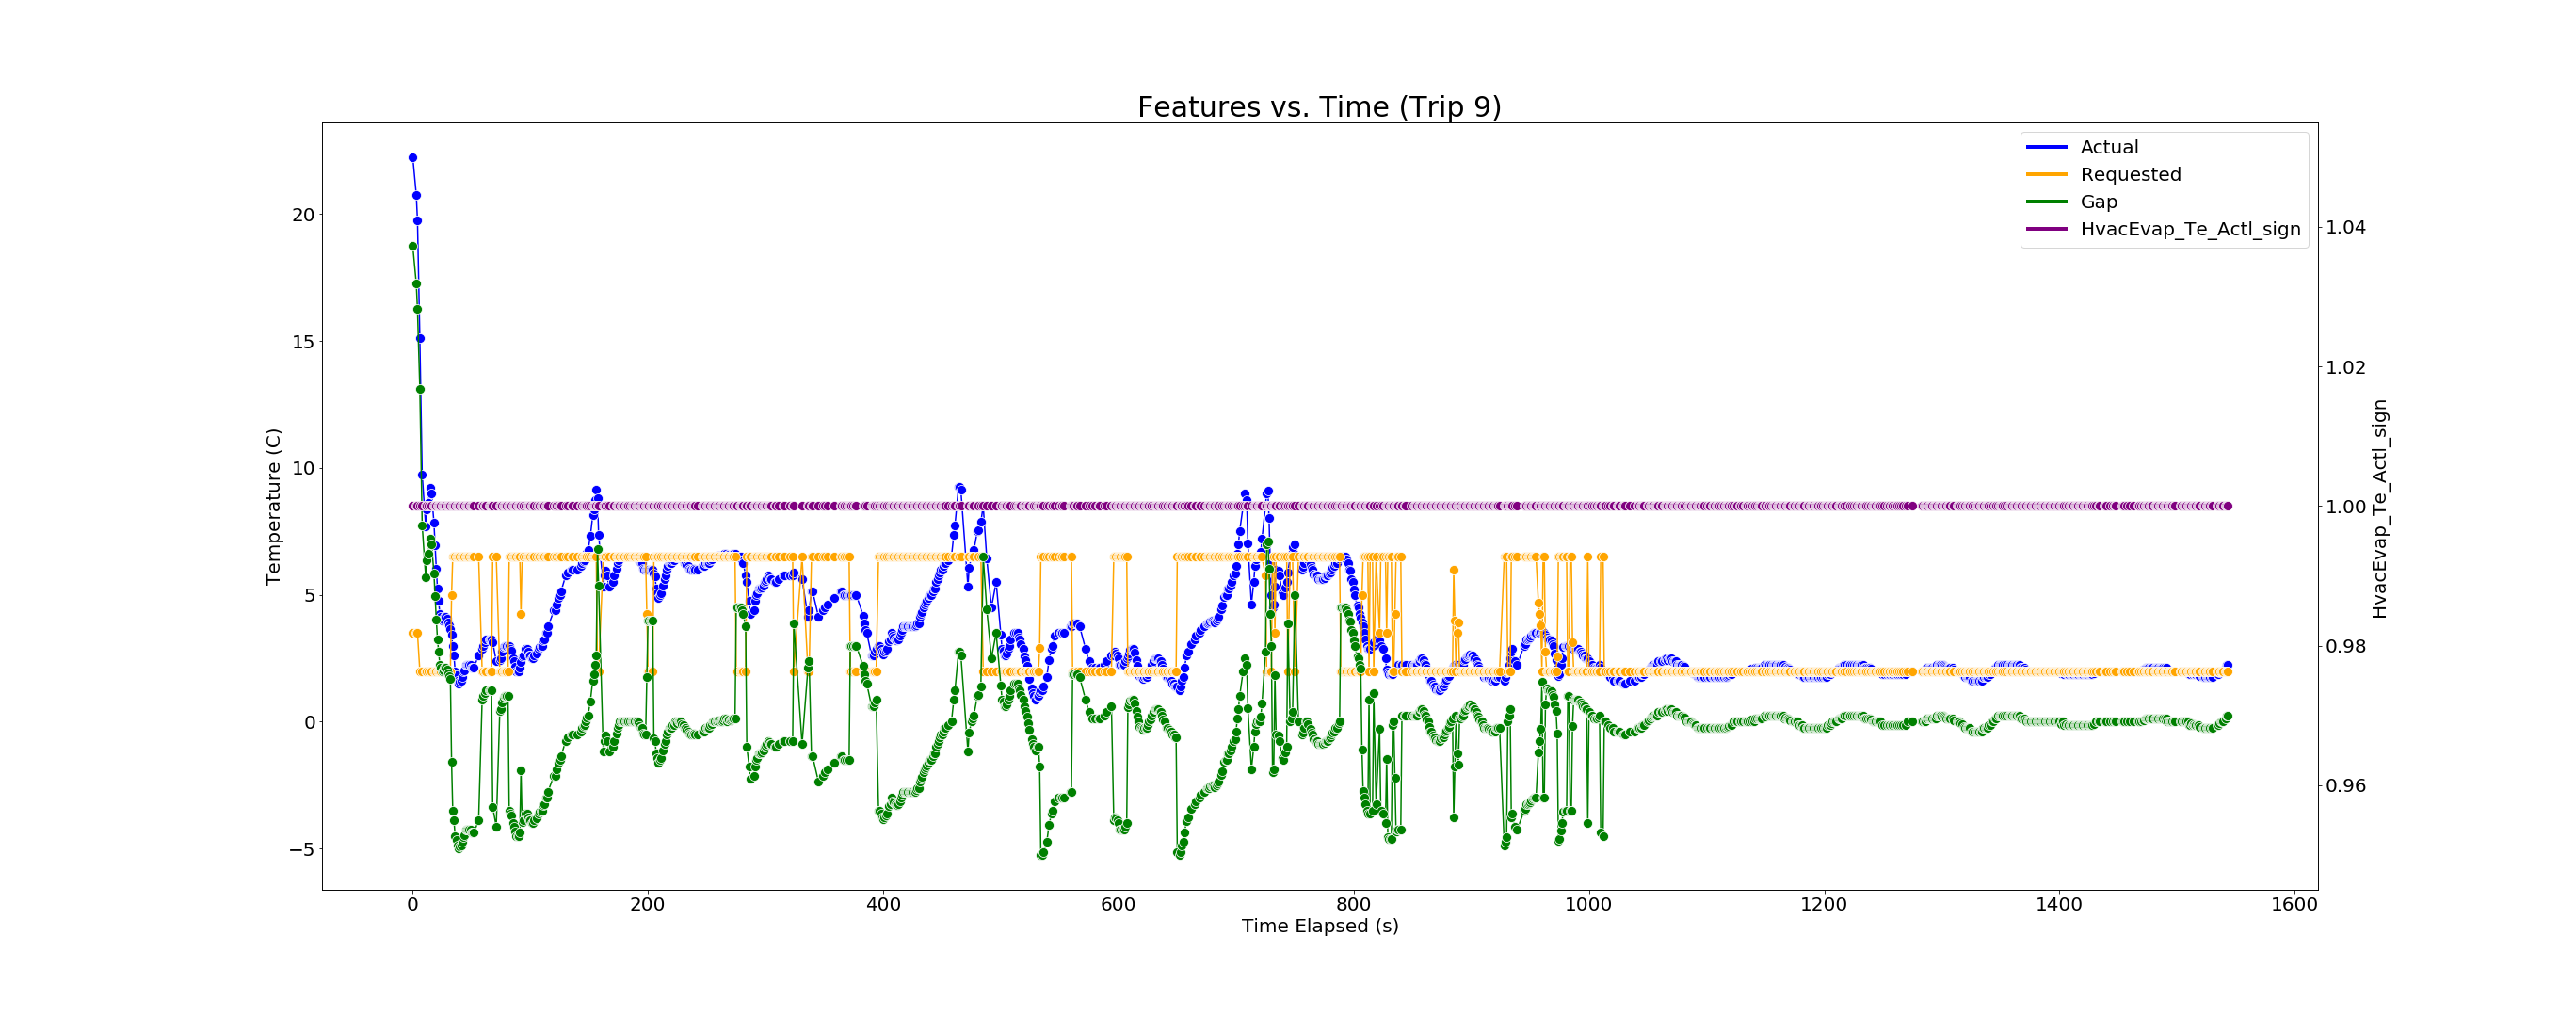 Features vs. Time (Trip 9)
Actual
Requested
Gap
HvacEvap_Te_Actl_sign
Temperature (C)
20
15
10
5
0
−5
1.04
1.02
1.00
0.98
0.96
HvacEvap_Te_Actl_sign
0 200 400 600 800 1000 1200 1400 1600
Time Elapsed (s)